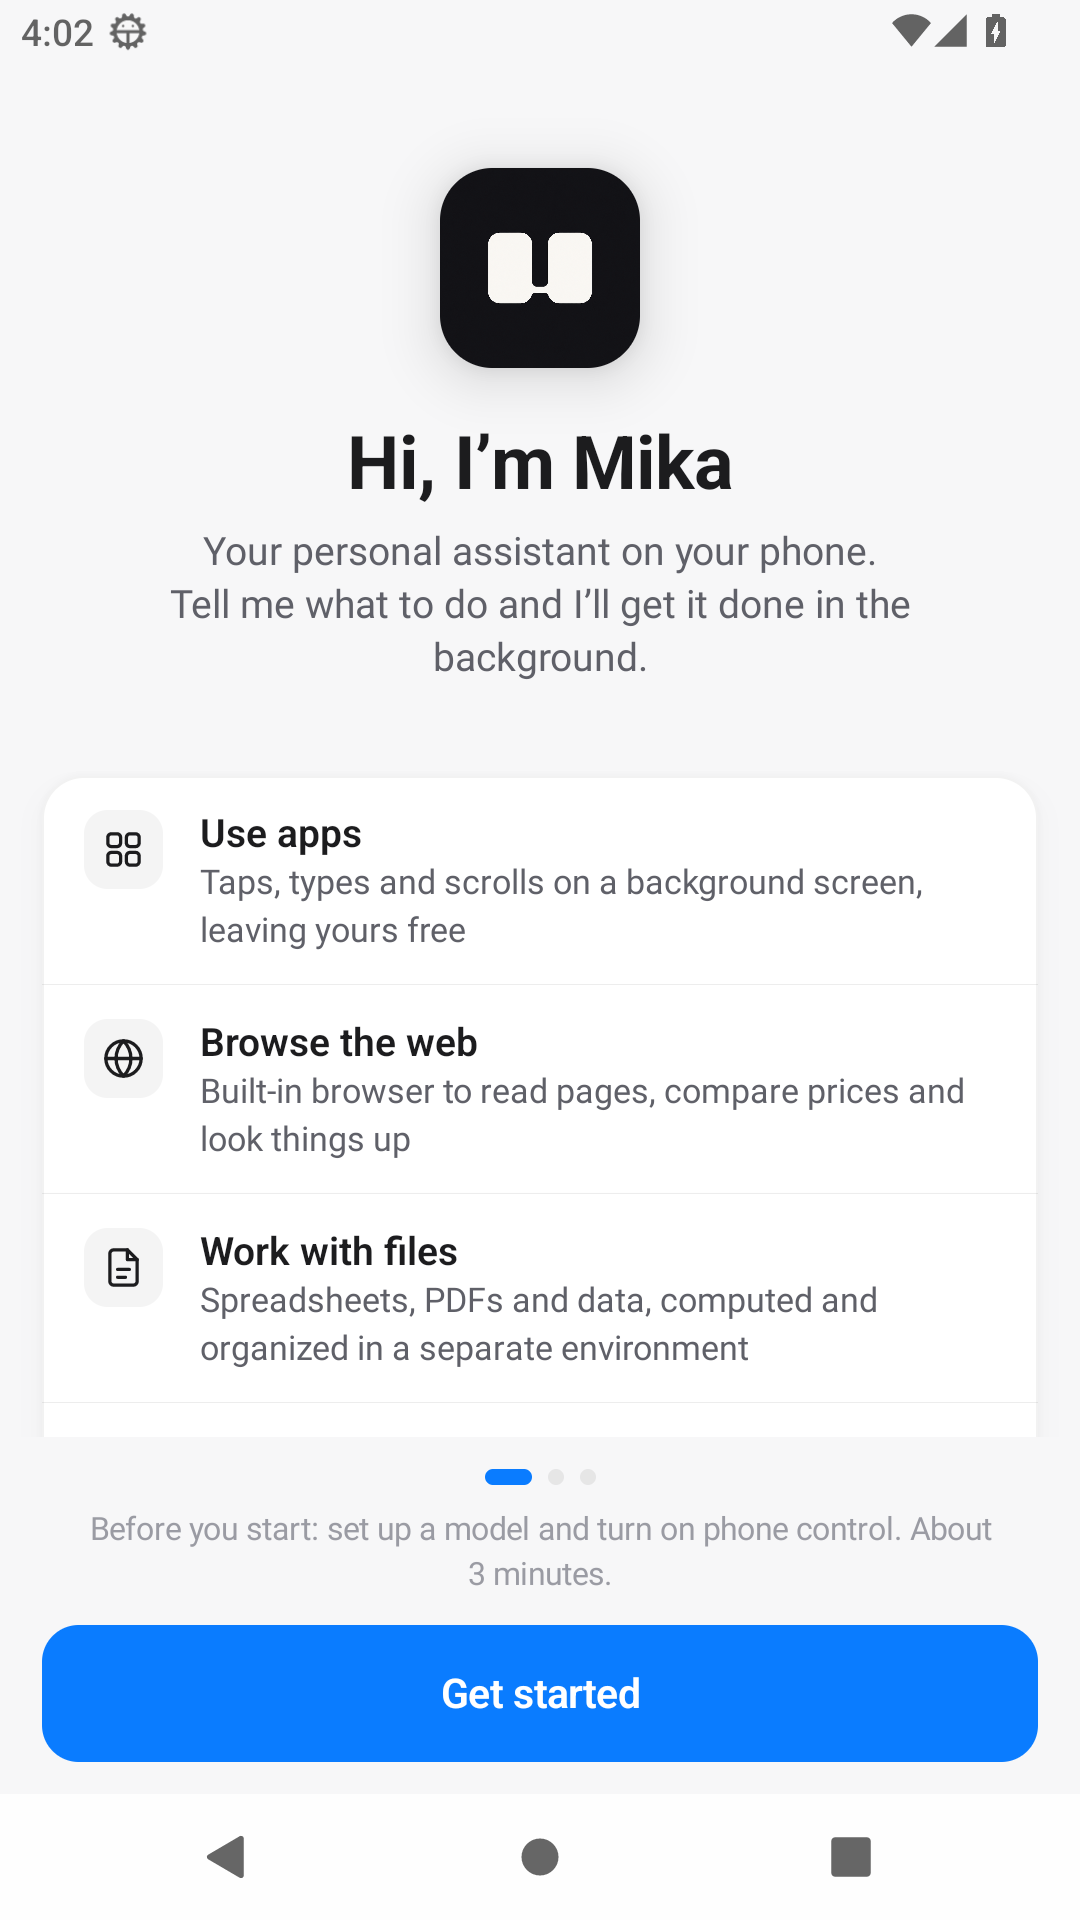 4:02
Hi, I’m Mika
Your personal assistant on your phone.
Tell me what to do and I’ll get it done in the
background.
Use apps
Taps, types and scrolls on a background screen,
leaving yours free
Browse the web
Built-in browser to read pages, compare prices and
look things up
Work with files
Spreadsheets, PDFs and data, computed and
organized in a separate environment
Before you start: set up a model and turn on phone control. About
3 minutes.
Get started